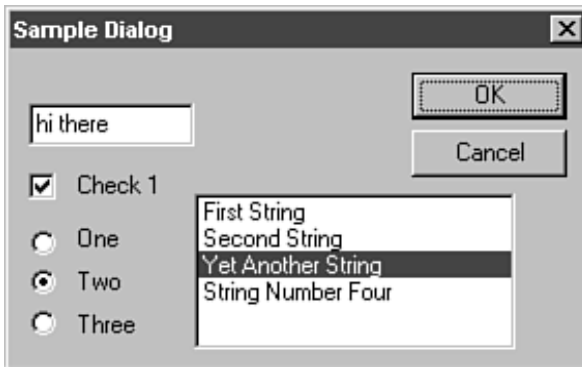 Sample Dialog
OK
hi there
Cancel
Check 1
First String
Second String
One
Yet Another String
Two
String Number Four
Three